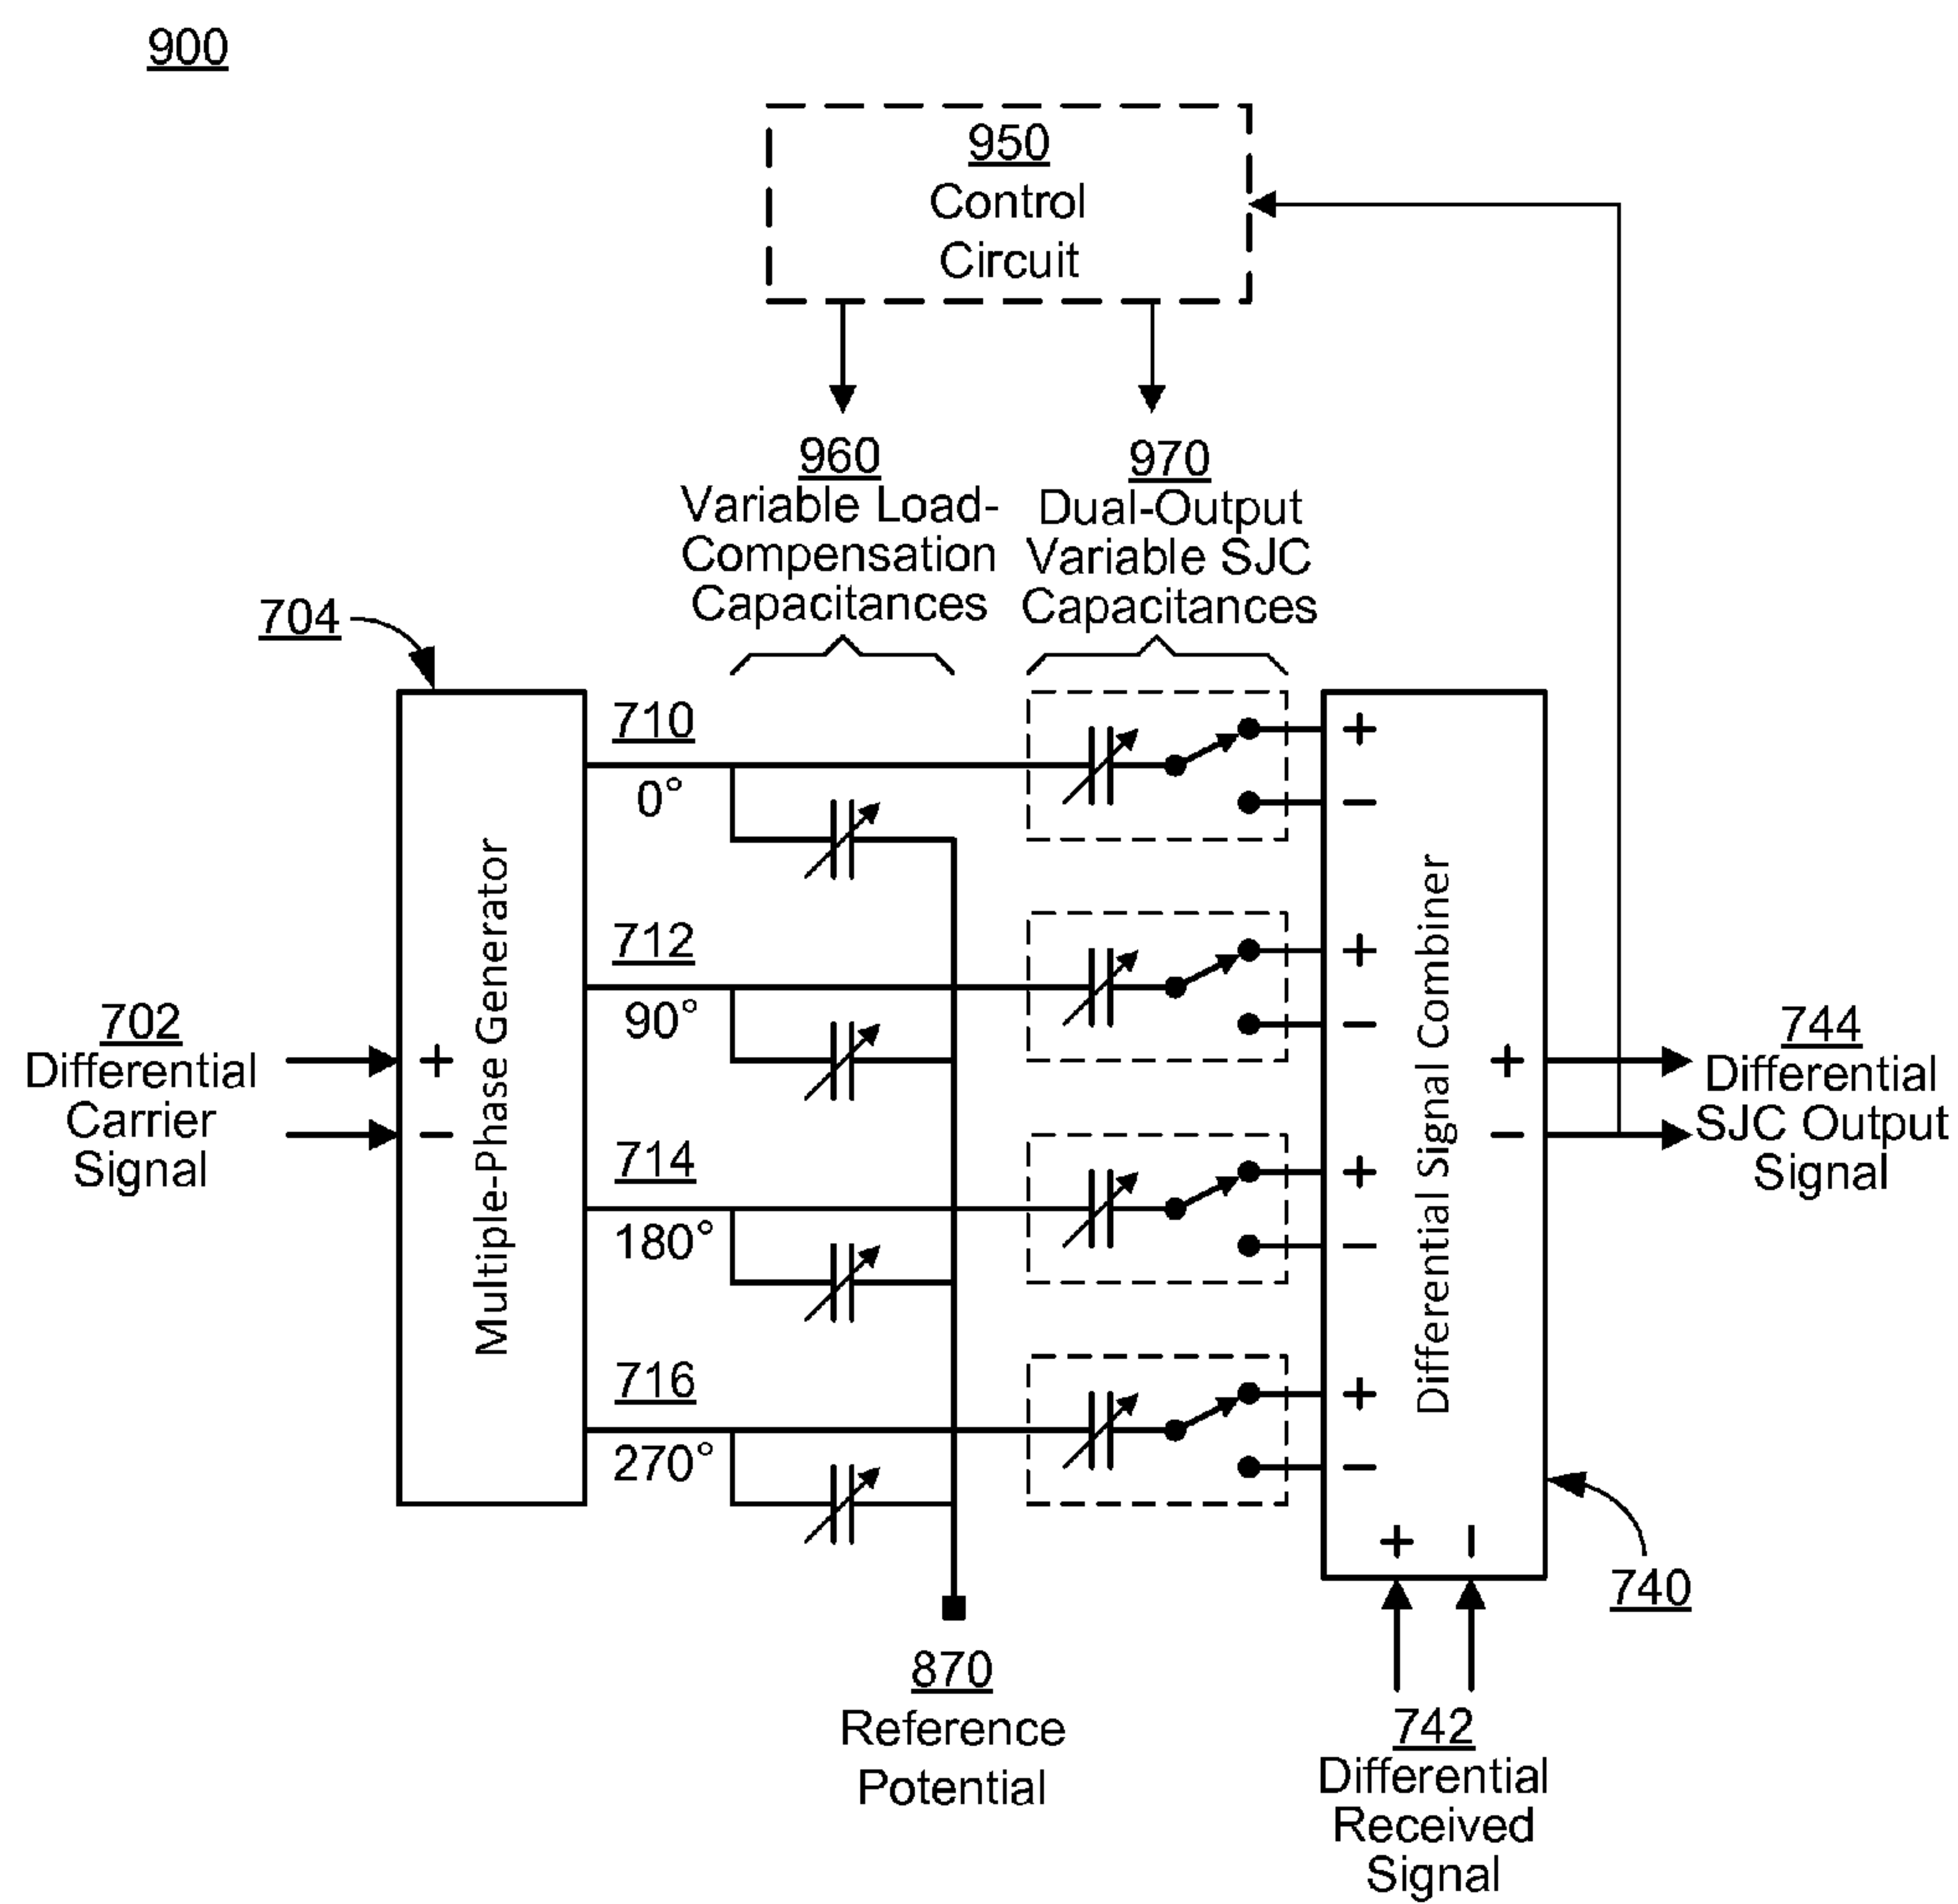 900
950
Control
Circuit
960
Variable Load-
Compensation
Capacitances
970
Dual-Output
Variable SJC
Capacitances
704
710
0°
712
90°
714
180°
716
270°
702
Differential
Carrier
Signal
+
−
Multiple-Phase Generator
+
−
+
−
+
−
+
−
Differential Signal Combiner
+
−
+
−
744
Differential
SJC Output
Signal
740
870
Reference
Potential
742
Differential
Received
Signal